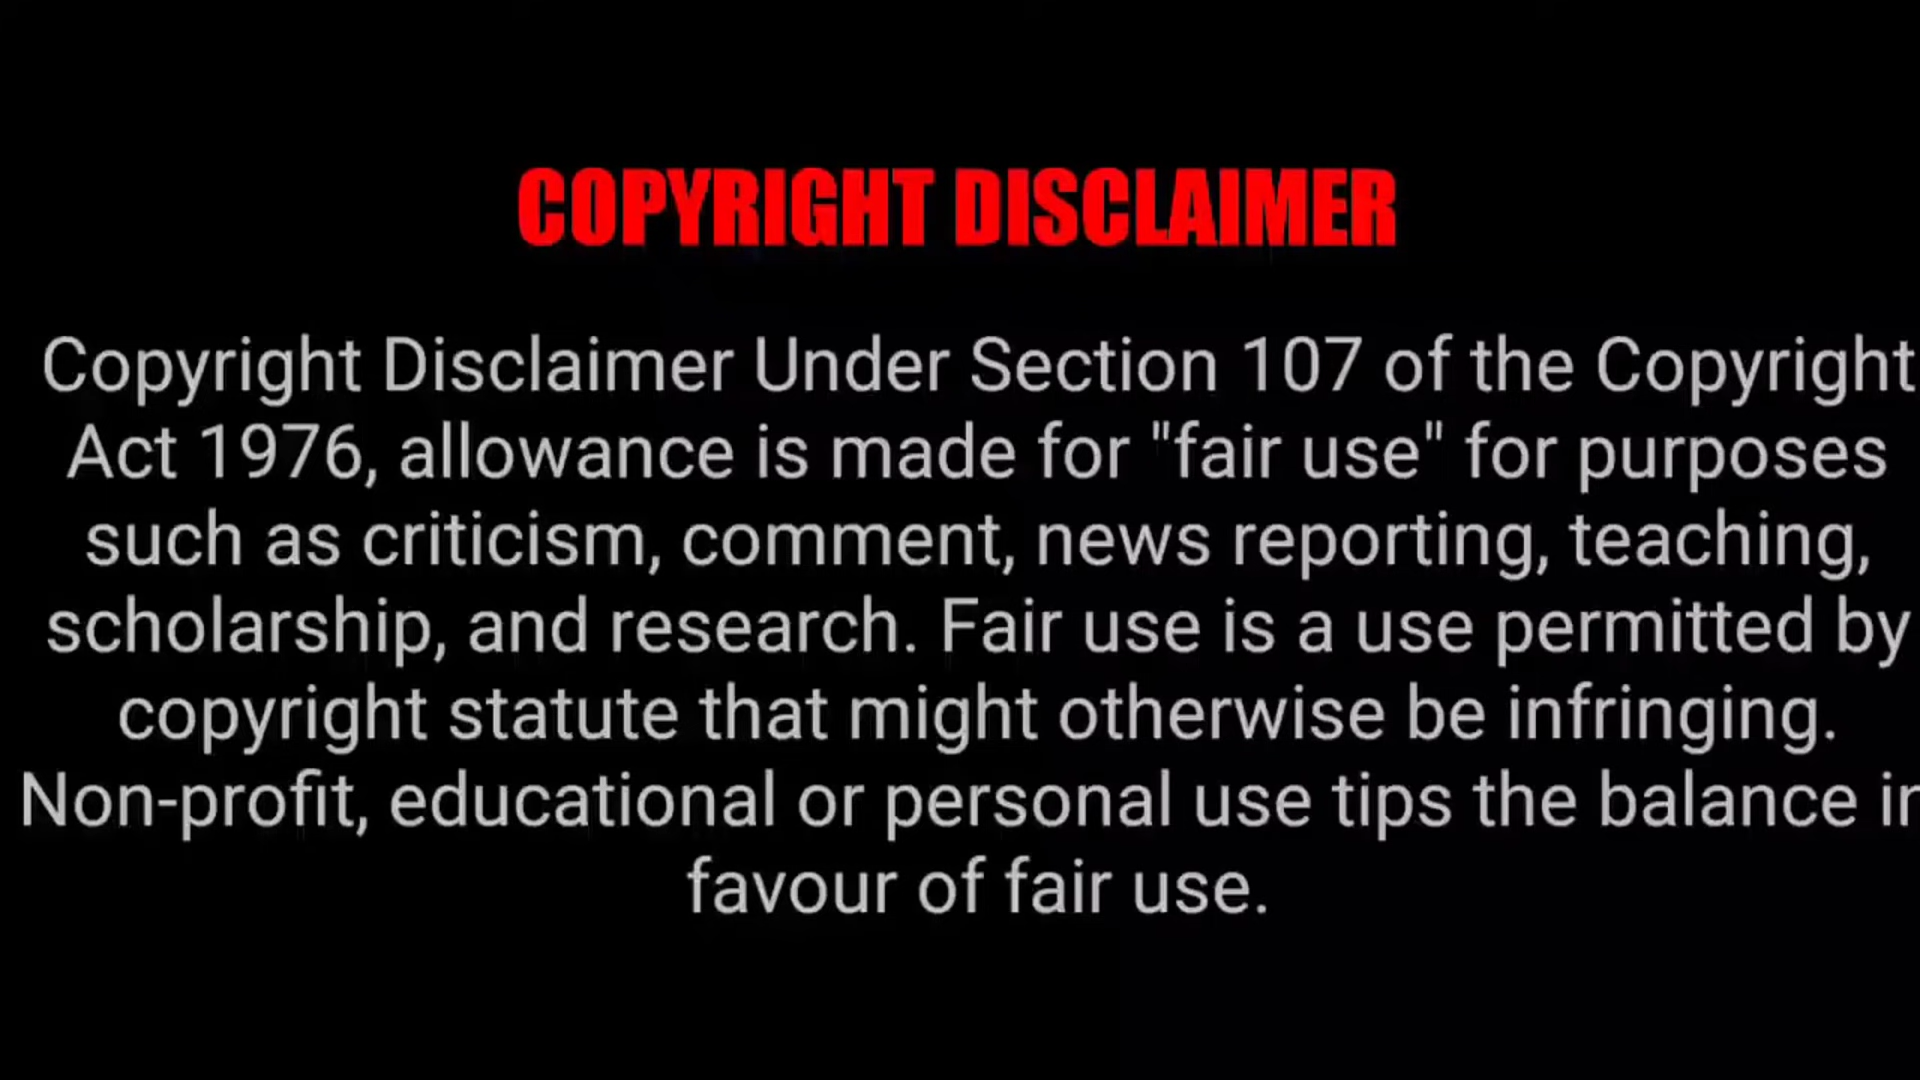 COPYRIGHT DISCLAIMER
Copyright Disclaimer Under Section 107 of the Copyright
Act 1976, allowance is made for "fair use" for purposes
such as criticism, comment, news reporting, teaching,
scholarship, and research. Fair use is a use permitted by
copyright statute that might otherwise be infringing.
Non-profit, educational or personal use tips the balance in
favour of fair use.